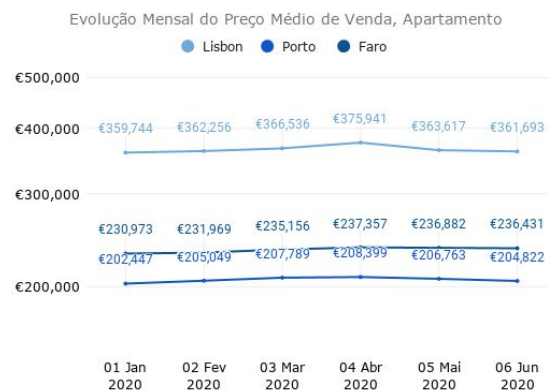 Evolução Mensal do Preço Médio de Venda, Apartamento
Lisbon Porto Faro
€500,000
€400,000
€359,744 €362,256 €366,536 €375,941 €363,617 €361,693
€300,000
€230,973 €231,969 €235,156 €237,357 €236,882 €236,431
€202,447 €205,049 €207,789 €208,399 €206,763 €204,822
€200,000
01 Jan 02 Fev 03 Mar 04 Abr 05 Mai 06 Jun
2020 2020 2020 2020 2020 2020